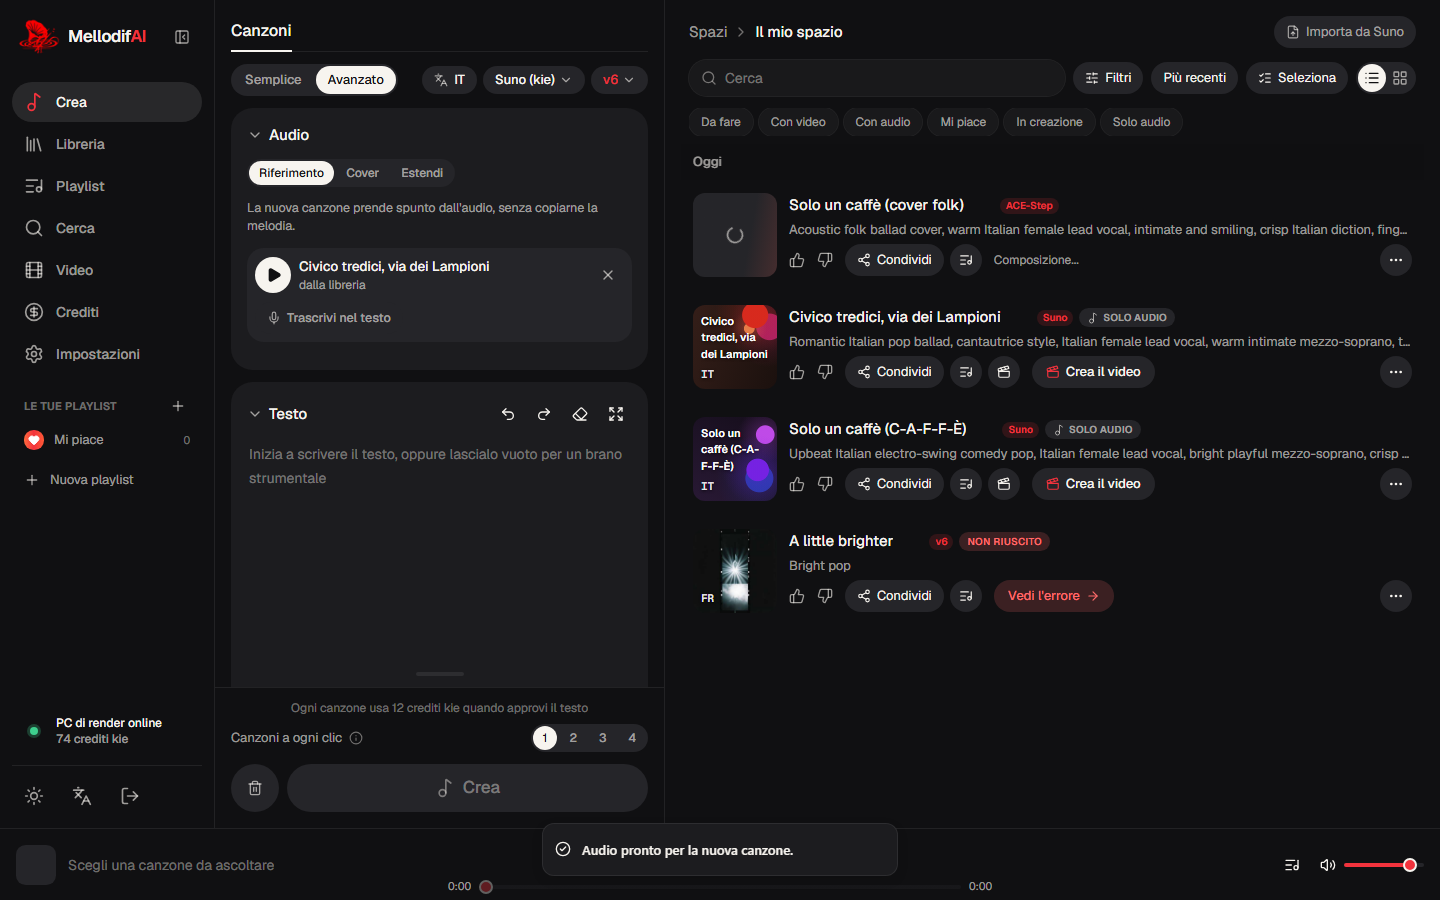 MellodifAI
Crea
Libreria
Playlist
Cerca
Video
Crediti
Impostazioni
LE TUE PLAYLIST
Mi piace 0
Nuova playlist
PC di render online
74 crediti kie
Canzoni
Semplice Avanzato IT Suno (kie) v6
Audio
Riferimento Cover Estendi
La nuova canzone prende spunto dall'audio, senza copiarne la
melodia.
Civico tredici, via dei Lampioni
dalla libreria
Trascrivi nel testo
Testo
Inizia a scrivere il testo, oppure lascialo vuoto per un brano
strumentale
Ogni canzone usa 12 crediti kie quando approvi il testo
Canzoni a ogni clic 1 2 3 4
Crea
Spazi > Il mio spazio Importa da Suno
Cerca Filtri Più recenti Seleziona
Da fare Con video Con audio Mi piace In creazione Solo audio
Oggi
Solo un caffè (cover folk) ACE-Step
Acoustic folk ballad cover, warm Italian female lead vocal, intimate and smiling, crisp Italian diction, fing...
Condividi Composizione...
Civico
tredici, via
dei Lampioni
IT
Civico tredici, via dei Lampioni Suno SOLO AUDIO
Romantic Italian pop ballad, cantautrice style, Italian female lead vocal, warm intimate mezzo-soprano, t...
Condividi Crea il video
Solo un
caffè (C-A-
F-F-È)
IT
Solo un caffè (C-A-F-F-È) Suno SOLO AUDIO
Upbeat Italian electro-swing comedy pop, Italian female lead vocal, bright playful mezzo-soprano, crisp ...
Condividi Crea il video
FR
A little brighter v6 NON RIUSCITO
Bright pop
Condividi Vedi l'errore
Scegli una canzone da ascoltare
Audio pronto per la nuova canzone.
0:00 0:00